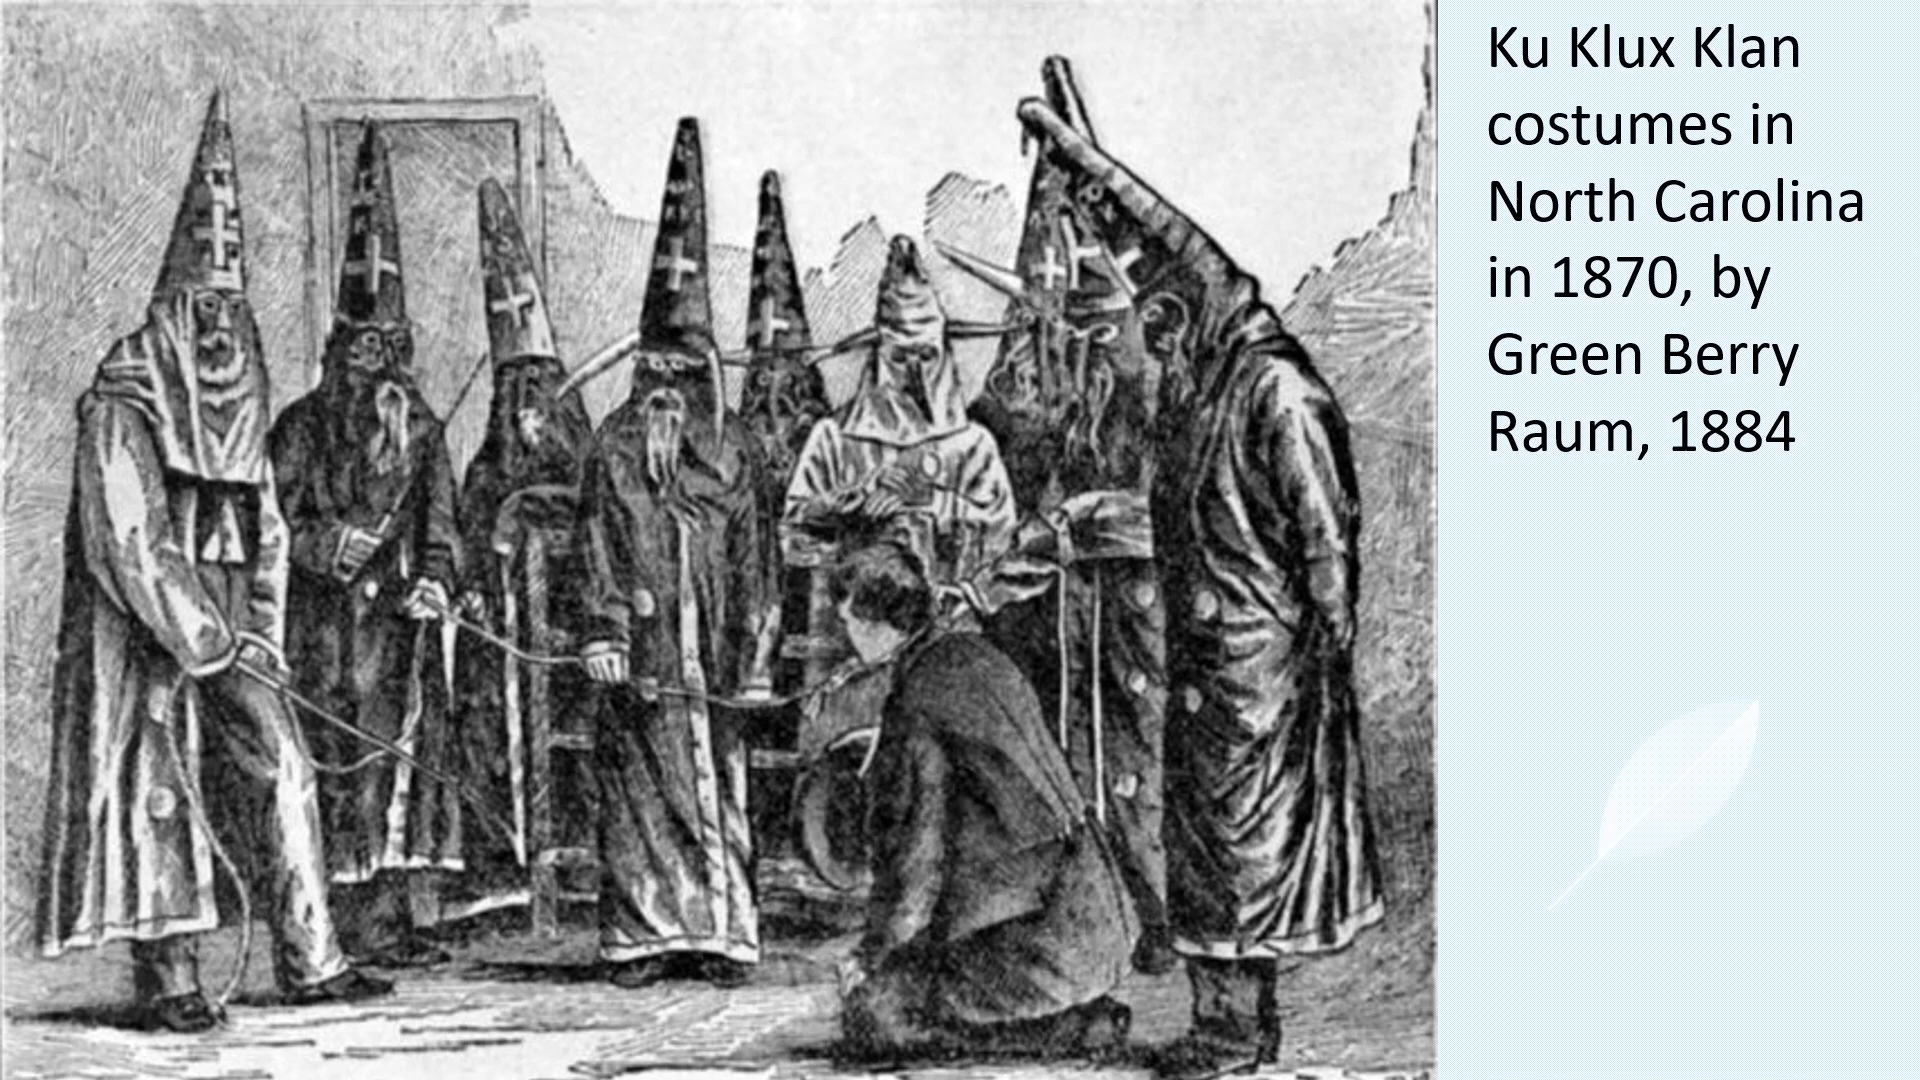 Ku Klux Klan
costumes in
North Carolina
in 1870, by
Green Berry
Raum, 1884